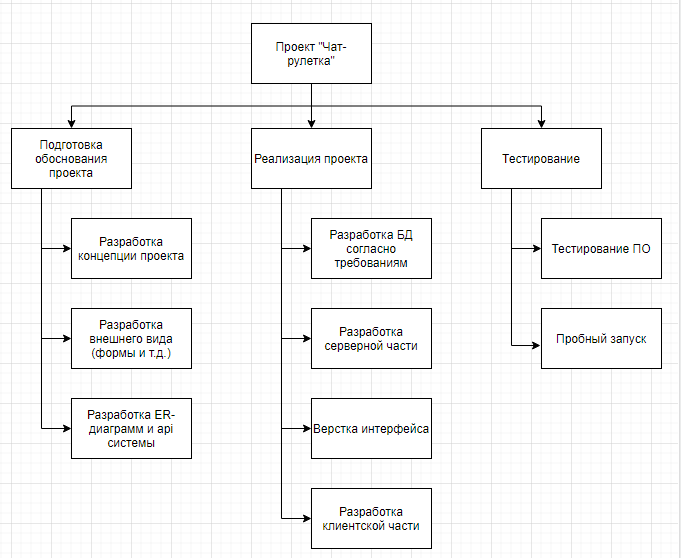 Проект "Чат-
рулетка"
Подготовка
обоснования
проекта
Реализация проекта
Тестирование
Разработка
концепции проекта
Разработка БД
согласно
требованиям
Тестирование ПО
Разработка
внешнего вида
(формы и т.д.)
Разработка
серверной части
Пробный запуск
Разработка ER-
диаграмм и api
системы
Верстка интерфейса
Разработка
клиентской части